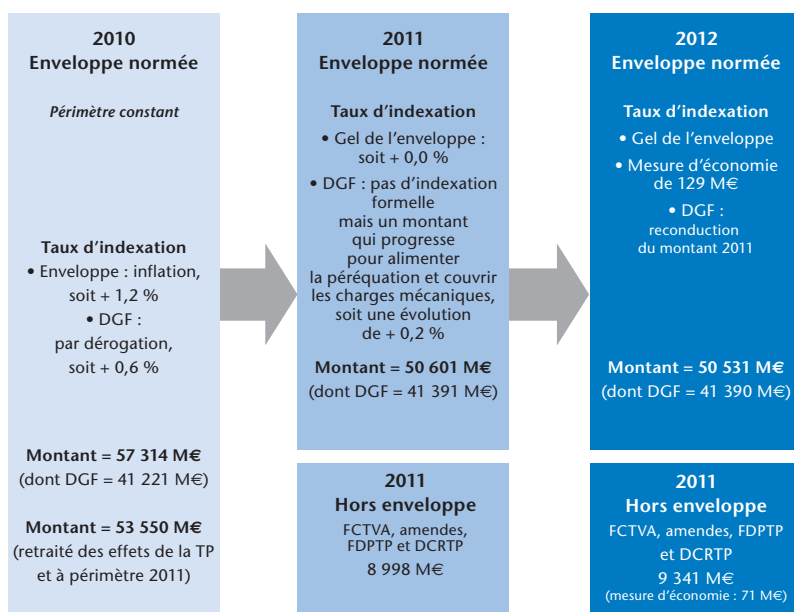 2010
Enveloppe normée
Périmètre constant
Taux d’indexation
• Enveloppe : inflation,
soit + 1,2 %
• DGF :
par dérogation,
soit + 0,6 %
Montant = 57 314 M€
(dont DGF = 41 221 M€)
Montant = 53 550 M€
(retraité des effets de la TP
et à périmètre 2011)
2011
Enveloppe normée
Taux d’indexation
• Gel de l’enveloppe :
soit + 0,0 %
• DGF : pas d’indexation
formelle
mais un montant
qui progresse
pour alimenter
la péréquation et couvrir
les charges mécaniques,
soit une évolution
de + 0,2 %
Montant = 50 601 M€
(dont DGF = 41 391 M€)
2011
Hors enveloppe
FCTVA, amendes,
FDPTP et DCRTP
8 998 M€
2012
Enveloppe normée
Taux d’indexation
• Gel de l’enveloppe
• Mesure d’économie
de 129 M€
• DGF :
reconduction
du montant 2011
Montant = 50 531 M€
(dont DGF = 41 390 M€)
2011
Hors enveloppe
FCTVA, amendes, FDPTP
et DCRTP
9 341 M€
(mesure d’économie : 71 M€)